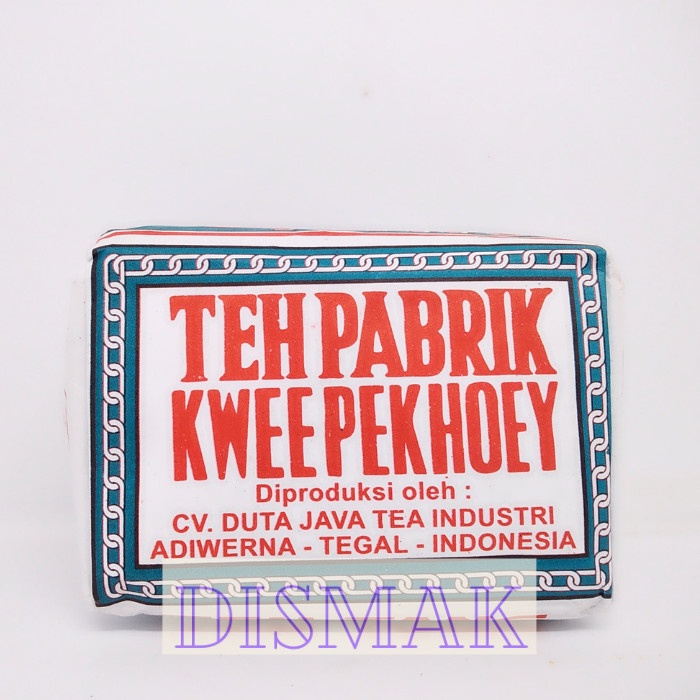 TEH PABRIK
KWEE PEK HOEY
Diproduksi oleh :
CV. DUTA JAVA TEA INDUSTRI
ADIWERNA - TEGAL - INDONESIA
DISMAK